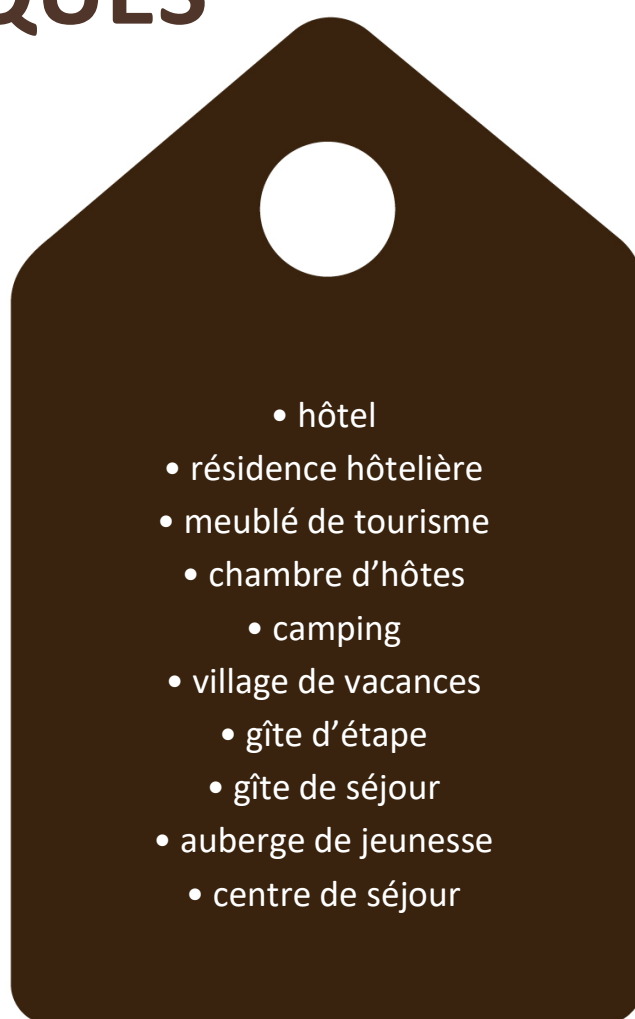 QUES
• hôtel
• résidence hôtelière
• meublé de tourisme
• chambre d’hôtes
• camping
• village de vacances
• gîte d’étape
• gîte de séjour
• auberge de jeunesse
• centre de séjour